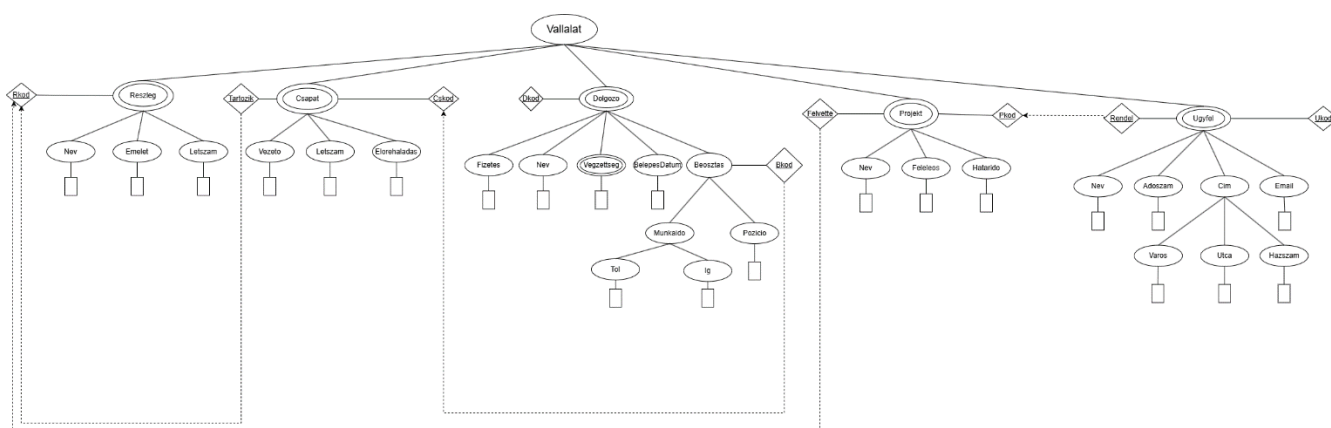 Vallalat
Rkod
Reszleg
Tartozik
Csapat
Cskod
Dkod
Dolgozo
Felvette
Projekt
Pkod
Rendel
Ugyfel
Ukod
Nev
Emelet
Letszam
Vezeto
Letszam
Elorehaladas
Fizetes
Nev
Vegzettseg
BelepesDatum
Beosztas
Bkod
Nev
Feleleos
Hatarido
Nev
Adoszam
Cim
Email
Munkaido
Pozicio
Tol
Ig
Varos
Utca
Hazszam